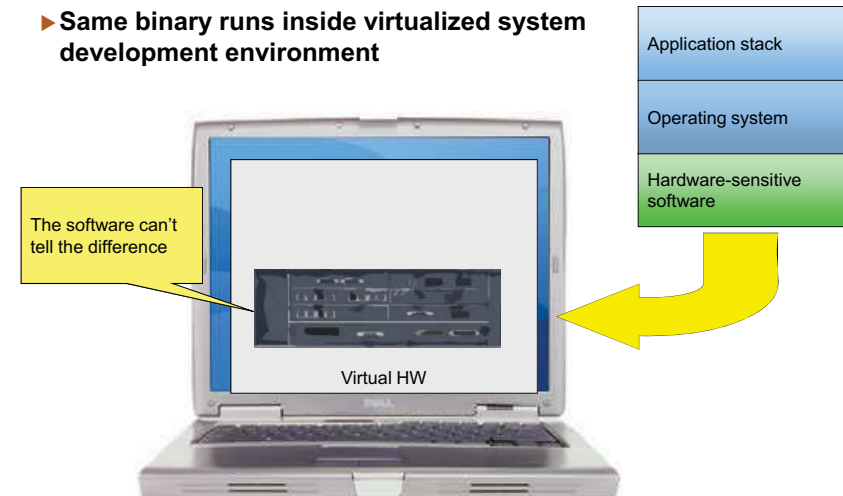 Same binary runs inside virtualized system
development environment
Application stack
Operating system
Hardware-sensitive
software
The software can't
tell the difference
Virtual HW
DELL